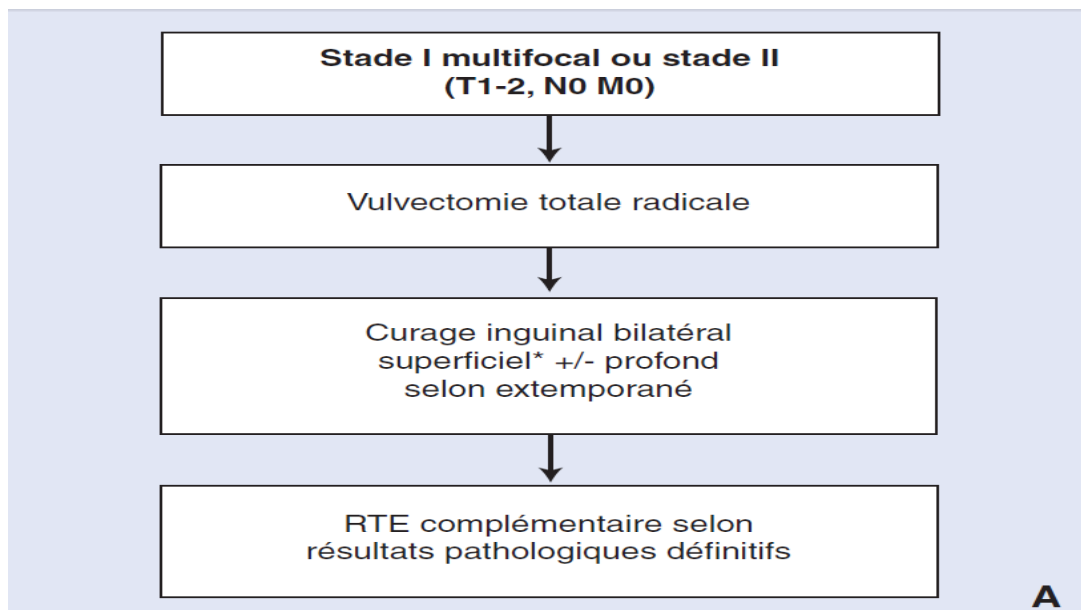 Stade I multifocal ou stade II
(T1-2, N0 M0)
Vulvectomie totale radicale
Curage inguinal bilatéral
superficiel* +/- profond
selon extemporané
RTE complémentaire selon
résultats pathologiques définitifs
A